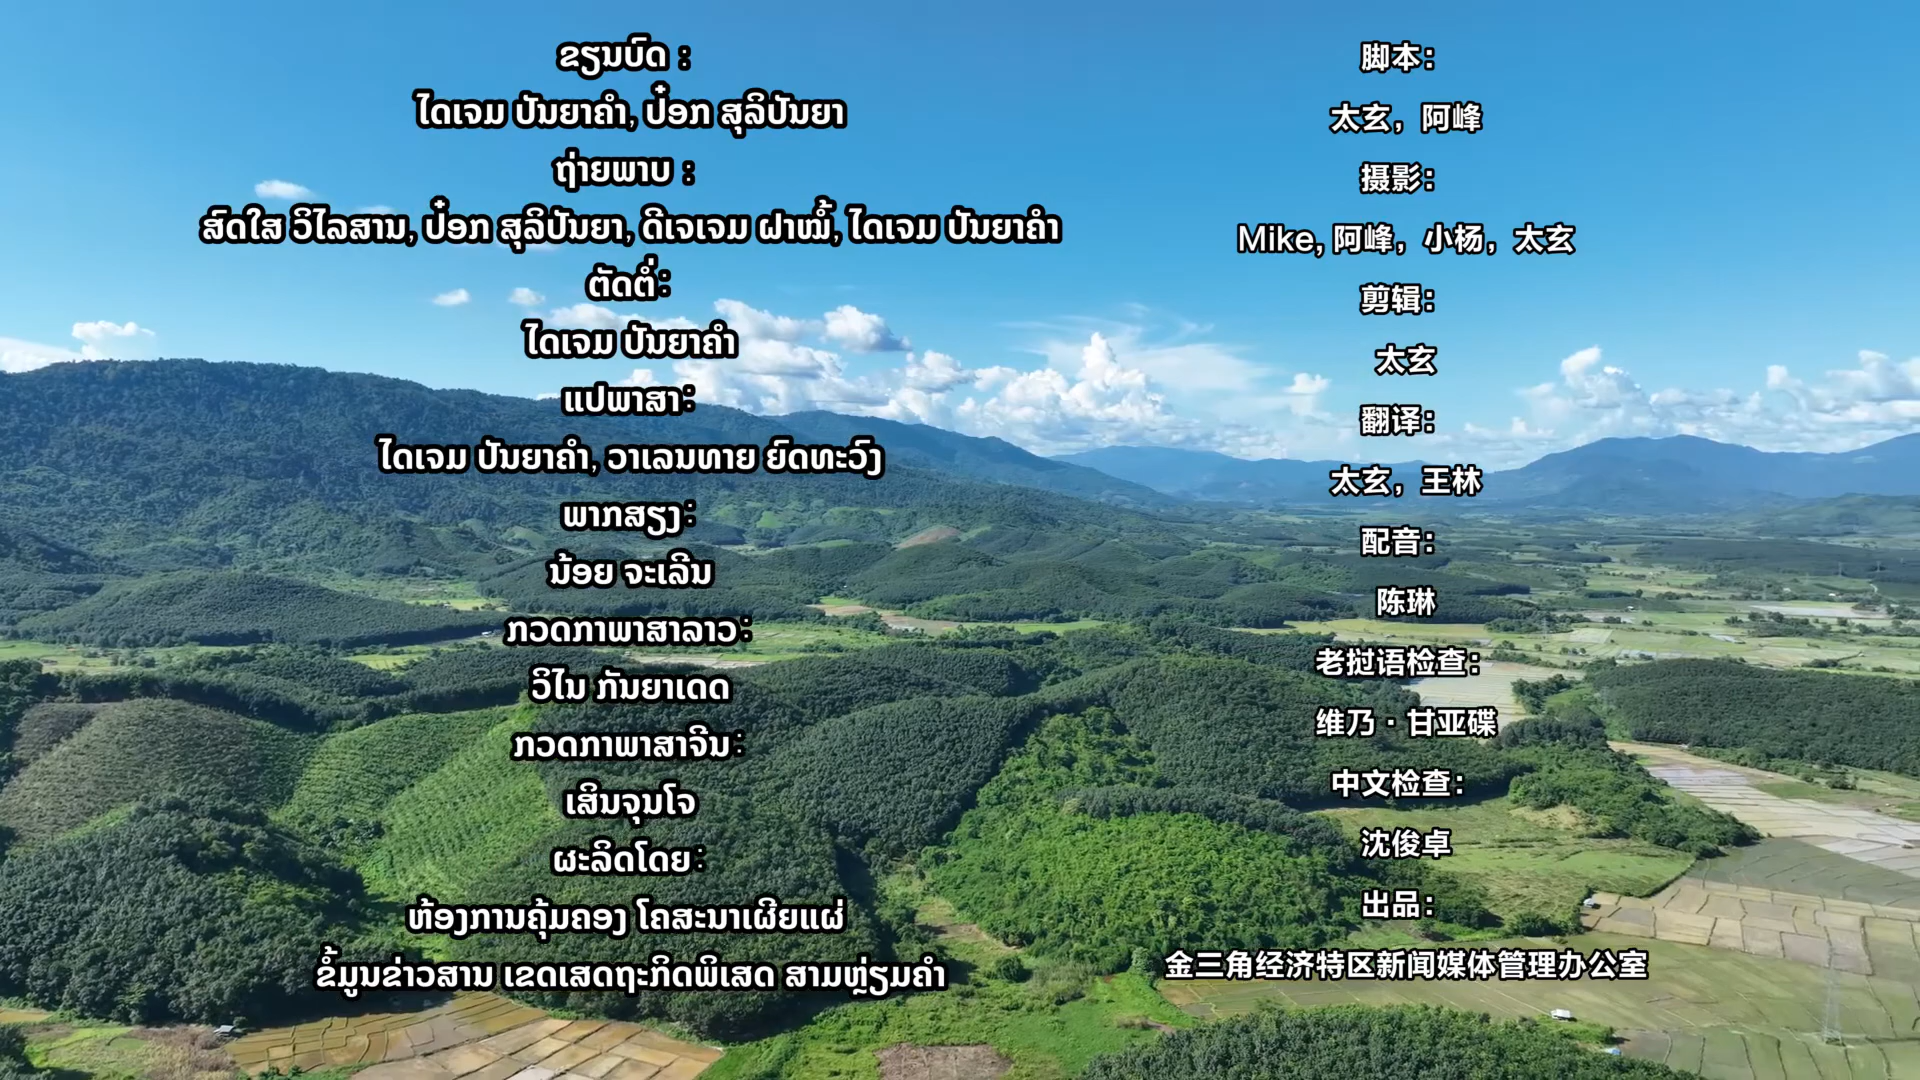 ຂຽນບົດ :
ໄດເຈມ ປັນຍາຄຳ, ປ໋ອກ ສຸລິປັນຍາ
ຖ່າຍພາບ :
ສົດໃສ ວິໄລສານ, ປ໋ອກ ສຸລິປັນຍາ, ດີເຈເຈມ ຝາໝໍ້, ໄດເຈມ ປັນຍາຄຳ
ຕັດຕໍ່:
ໄດເຈມ ປັນຍາຄຳ
ແປພາສາ:
ໄດເຈມ ປັນຍາຄຳ, ວາເລນທາຍ ຍົດທະວົງ
ພາກສຽງ:
ນ້ອຍ ຈະເລີນ
ກວດກາພາສາລາວ:
ວິໄນ ກັນຍາເດດ
ກວດກາພາສາຈີນ:
ເສິນຈຸນໂຈ
ຜະລິດໂດຍ:
ຫ້ອງການຄຸ້ມຄອງ ໂຄສະນາເຜີຍແຜ່
ຂໍ້ມູນຂ່າວສານ ເຂດເສດຖະກິດພິເສດ ສາມຫຼ່ຽມຄຳ
脚本：
太玄，阿峰
摄影：
Mike, 阿峰，小杨，太玄
剪辑：
太玄
翻译：
太玄，王林
配音：
陈琳
老挝语检查：
维乃·甘亚碟
中文检查：
沈俊卓
出品：
金三角经济特区新闻媒体管理办公室